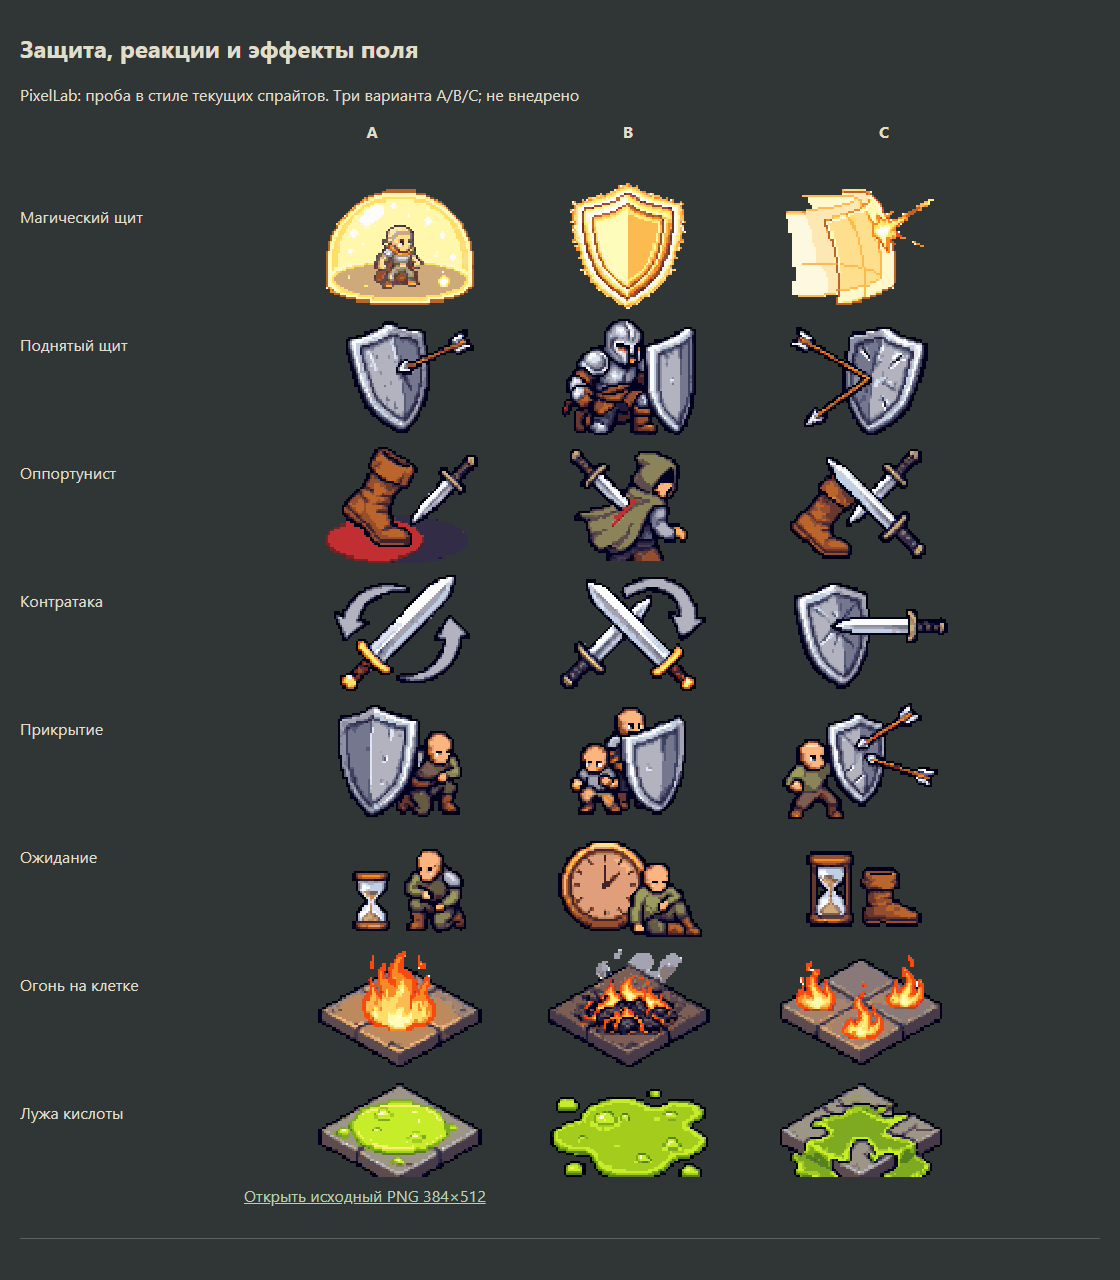 Защита, реакции и эффекты поля
PixelLab: проба в стиле текущих спрайтов. Три варианта A/B/C; не внедрено
A B C
Магический щит
Поднятый щит
Оппортунист
Контратака
Прикрытие
Ожидание
Огонь на клетке
Лужа кислоты
Открыть исходный PNG 384×512